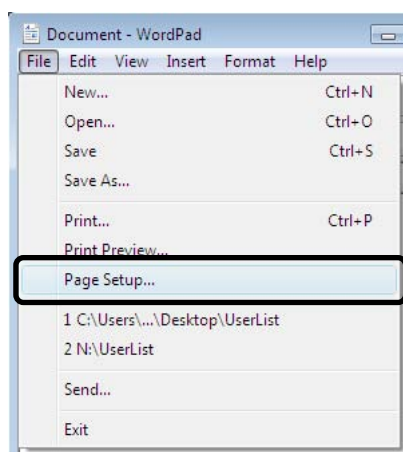 Document - WordPad
File Edit View Insert Format Help
New... Ctrl+N
Open... Ctrl+O
Save Ctrl+S
Save As...
Print... Ctrl+P
Print Preview...
Page Setup...
1 C:\Users\...\Desktop\UserList
2 N:\UserList
Send...
Exit